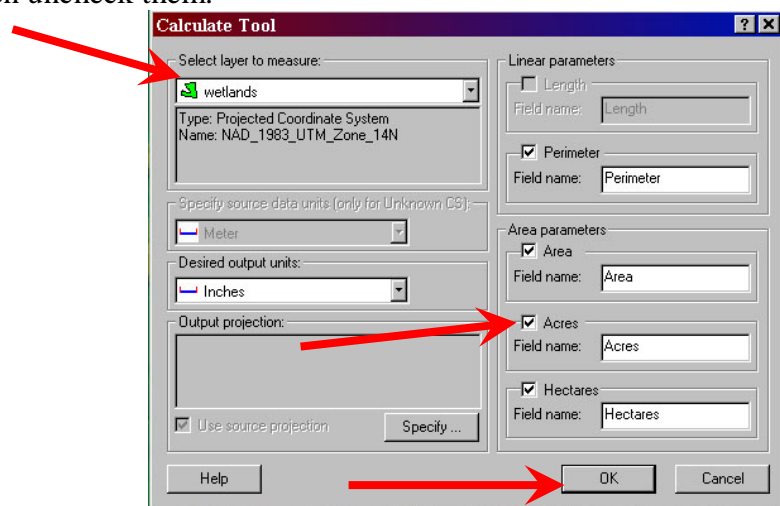 uncheck them.
Calculate Tool
Select layer to measure:
wetlands
Type: Projected Coordinate System
Name: NAD_1983_UTM_Zone_14N
Specify source data units (only for Unknown CS):
Meter
Desired output units:
Inches
Output projection:
Use source projection
Specify ...
Linear parameters
Length
Field name: Length
Perimeter
Field name: Perimeter
Area parameters
Area
Field name: Area
Acres
Field name: Acres
Hectares
Field name: Hectares
Help
OK
Cancel